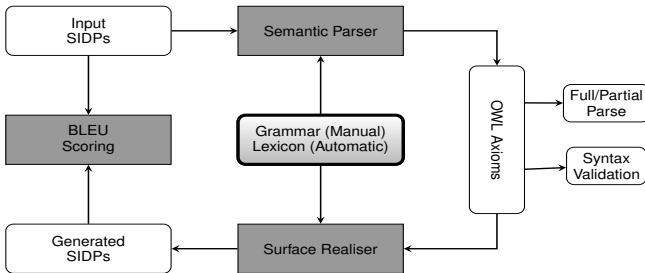 Input
SIDPs
Semantic Parser
Full/Partial
Parse
OWL Axioms
BLEU
Scoring
Grammar (Manual)
Lexicon (Automatic)
Syntax
Validation
Generated
SIDPs
Surface Realiser